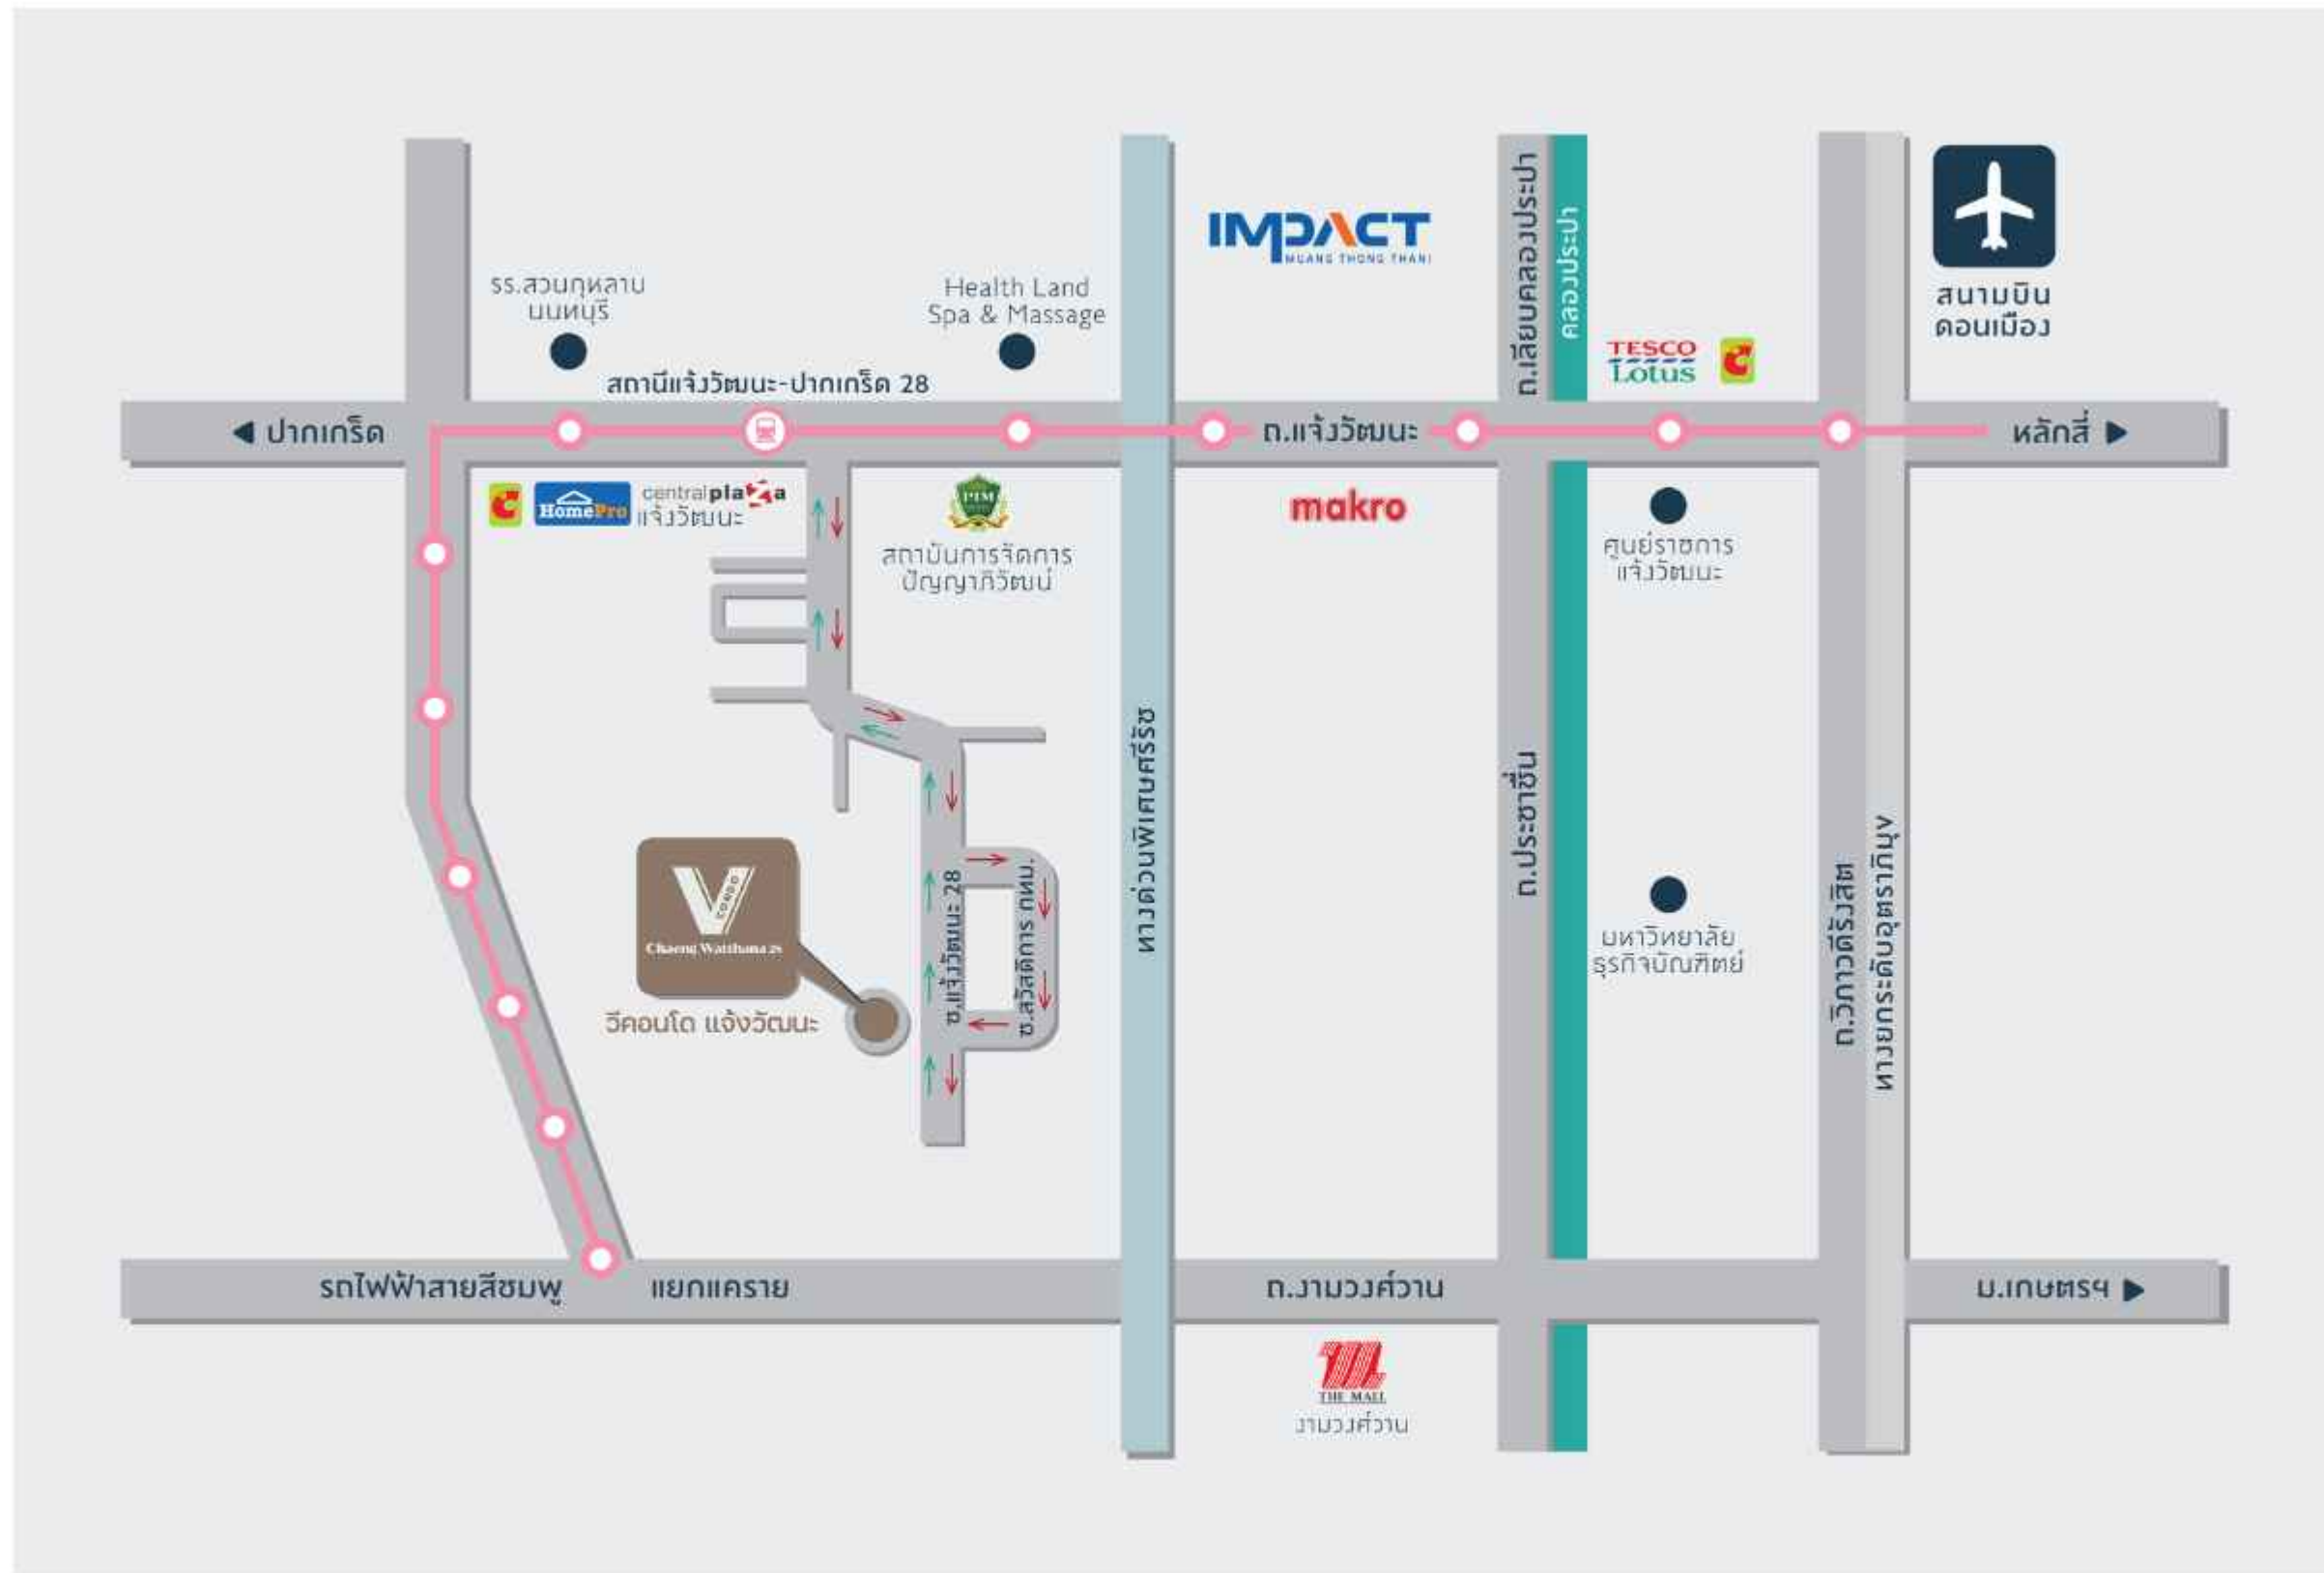 IMPACT
MUANG THONG THANI
ถ.เลียบคลองประปา
คลองประปา
สนามบิน
ดอนเมือง
รร.สวนกุหลาบ
นนทบุรี
Health Land
Spa & Massage
TESCO
Lotus
C
สถานีแจ้งวัฒนะ-ปากเกร็ด 28
ปากเกร็ด
ถ.แจ้งวัฒนะ
หลักสี่
C
HomePro
centralplaza
แจ้งวัฒนะ
PIM
สถาบันการจัดการ
ปัญญาภิวัฒน์
makro
ศูนย์ราชการ
แจ้งวัฒนะ
ทางด่วนพิเศษศรีรัช
ถ.ประชาชื่น
ถ.วิภาวดีรังสิต
ทางยกระดับอุตราภิมุข
V
CONDO
Chaeng Watthana 28
วีคอนโด แจ้งวัฒนะ
ซ.แจ้งวัฒนะ 28
ซ.สวัสดิการ กทม.
มหาวิทยาลัย
ธุรกิจบัณฑิตย์
รถไฟฟ้าสายสีชมพู
แยกแคราย
ถ.งามวงศ์วาน
ม.เกษตรฯ
THE MALL
งามวงศ์วาน